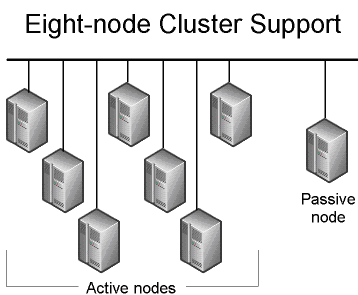 Eight-node Cluster Support
Passive
node
Active nodes